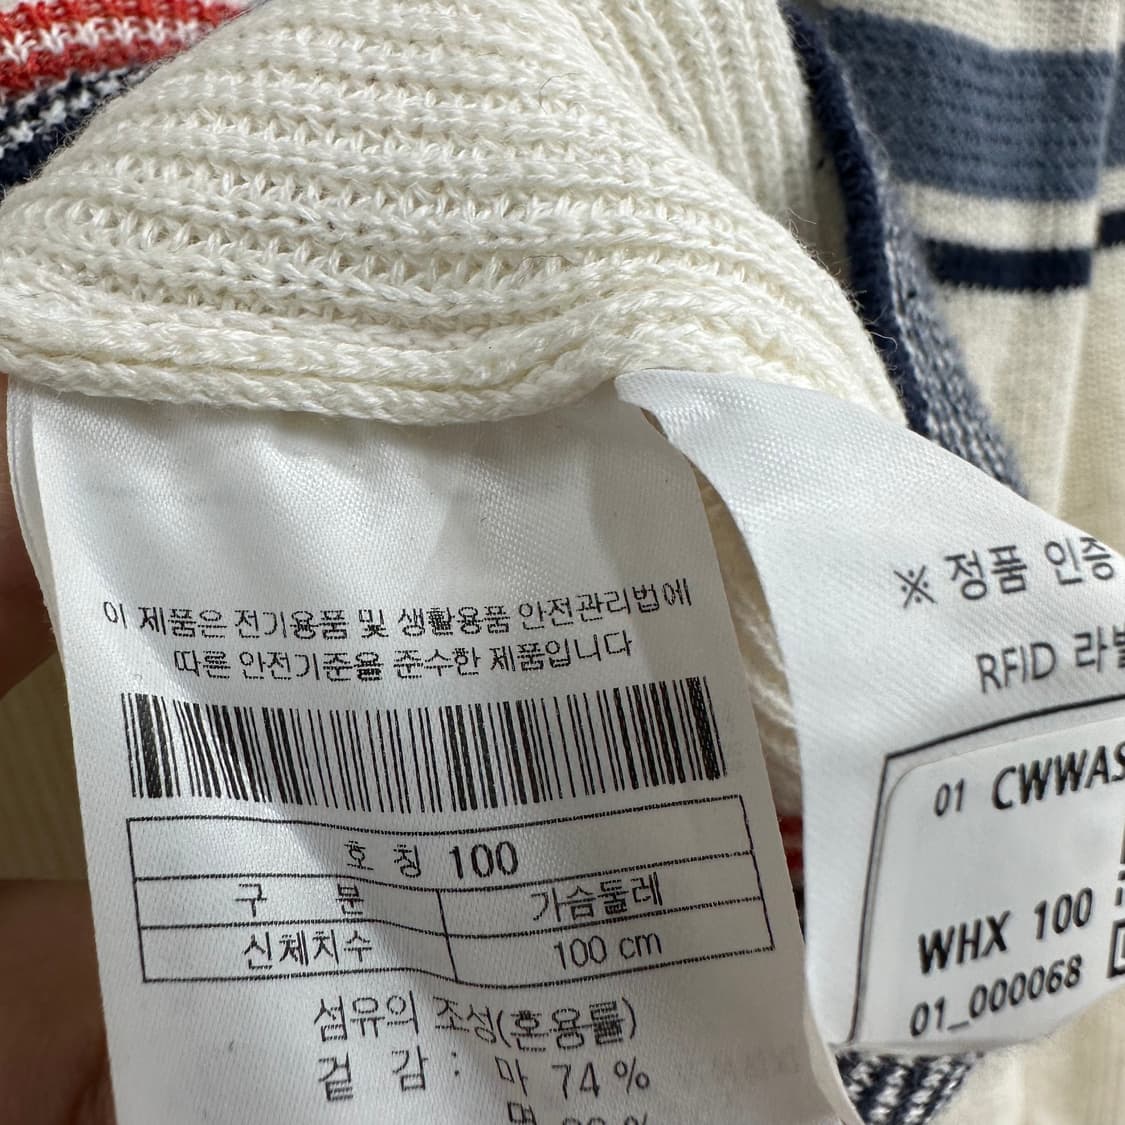 이 제품은 전기용품 및 생활용품 안전관리법에
따른 안전기준을 준수한 제품입니다
호 칭 100
구 분 가슴둘레
신체치수 100 cm
섬유의 조성(혼용률)
겉 감 : 마 74 %
면
※ 정품 인증
RFID
01 CWWAS
WHX 100
01_000068